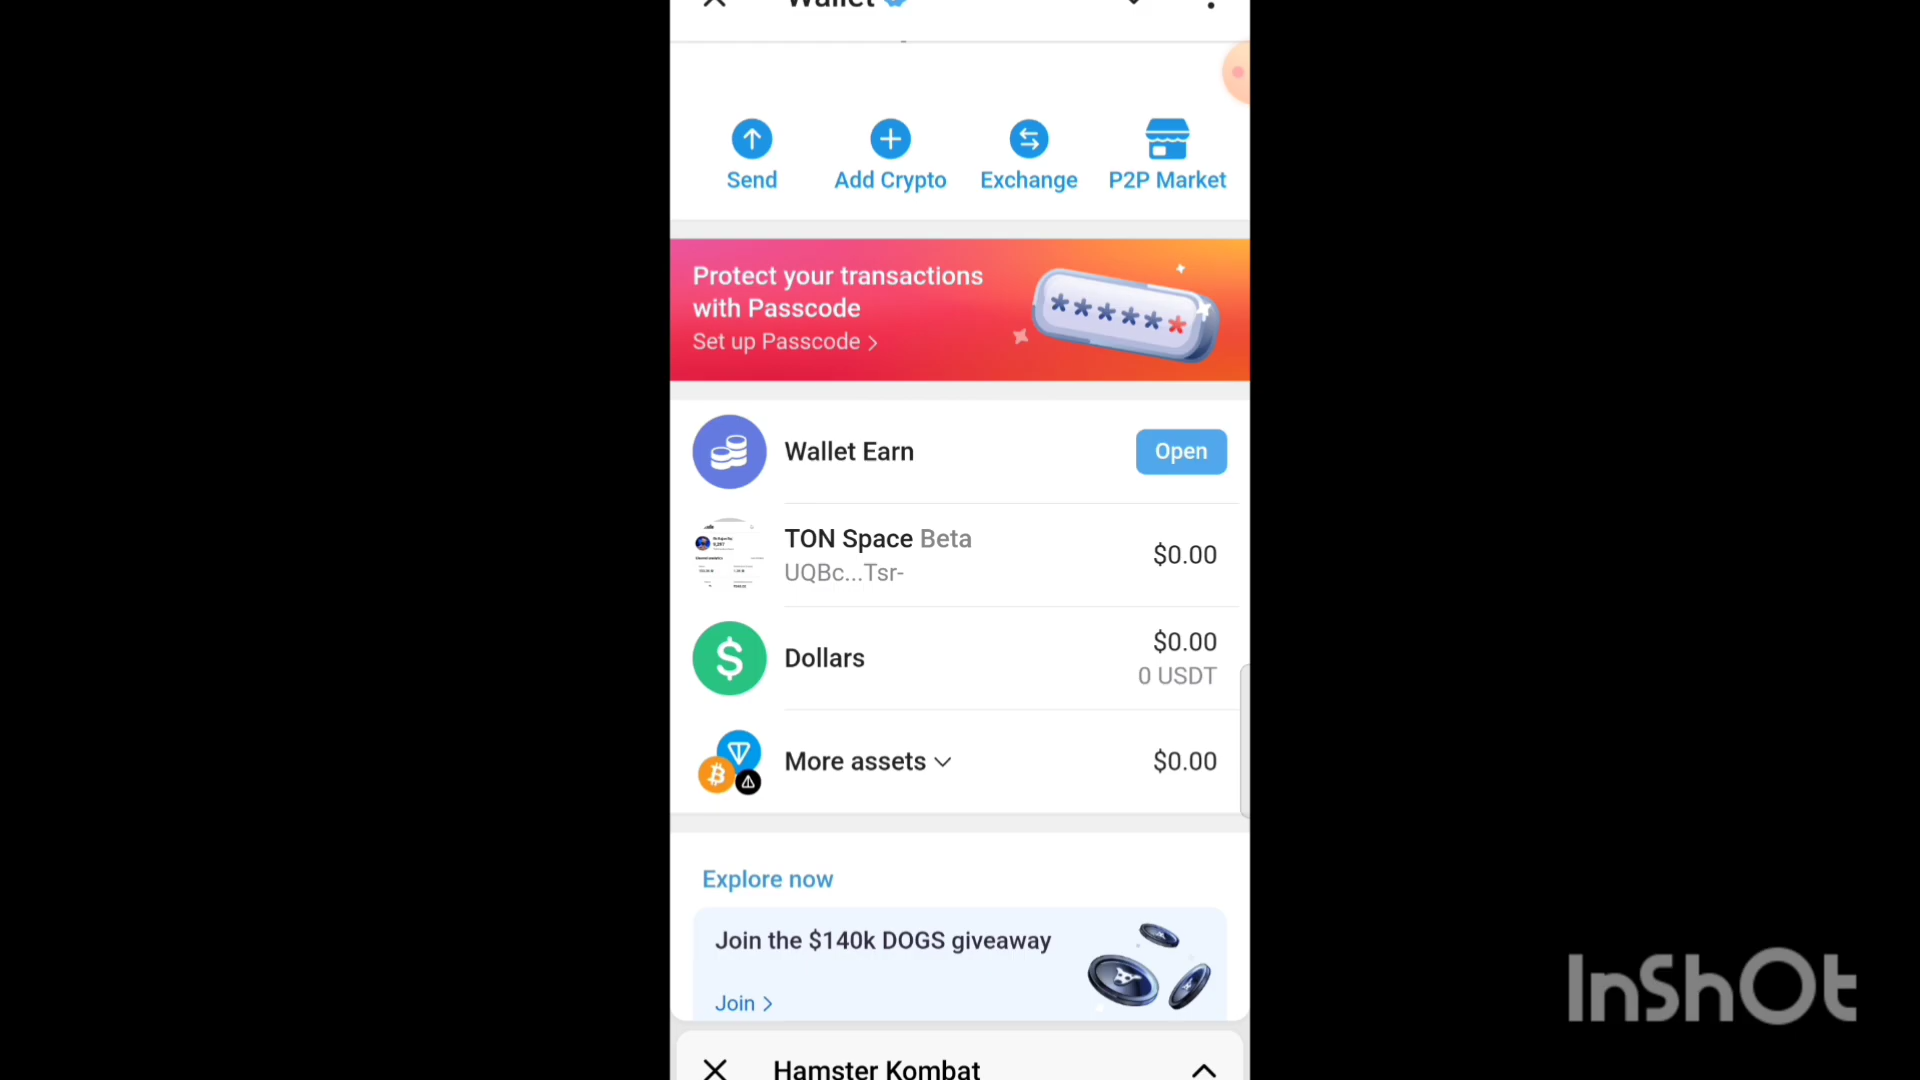 Wallet
Send
Add Crypto
Exchange
P2P Market
Protect your transactions
with Passcode
Set up Passcode >
******
Wallet Earn
Open
TON Space Beta
UQBc...Tsr-
$0.00
Dollars
$0.00
0 USDT
More assets
$0.00
Explore now
Join the $140k DOGS giveaway
Join >
Hamster Kombat
InShOt